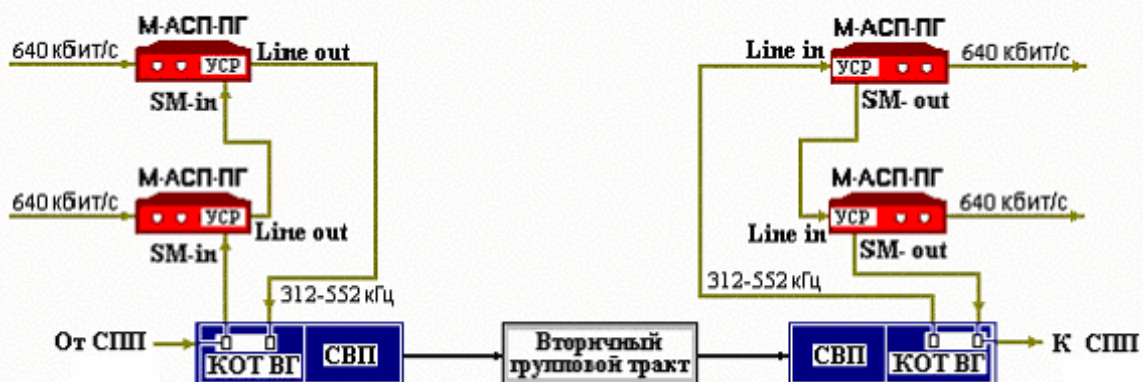 М-АСП-ПГ М-АСП-ПГ
640 кбит/с Line out Line in 640 кбит/с
УСР УСР
SM-in SM- out
М-АСП-ПГ М-АСП-ПГ
640 кбит/с 640 кбит/с
УСР УСР
SM-in Line out Line in SM- out
312-552 кГц 312-552 кГц
От СПП КОТ ВГ СВП Вторичный СВП КОТ ВГ К СПП
групповой тракт